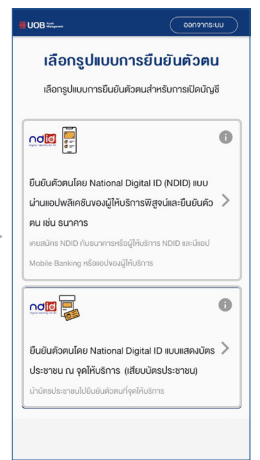 UOB Asset Management
ออกจากระบบ
เลือกรูปแบบการยืนยันตัวตน
เลือกรูปแบบการยืนยันตัวตนสำหรับการเปิดบัญชี
ndid
ยืนยันตัวตนโดย National Digital ID (NDID) แบบ
ผ่านแอปพลิเคชันของผู้ให้บริการพิสูจน์และยืนยันตัว
ตน เช่น ธนาคาร
เคยสมัคร NDID กับธนาคารหรือผู้ให้บริการ NDID และมีแอป
Mobile Banking หรือแอปของผู้ให้บริการ
ndid
ยืนยันตัวตนโดย National Digital ID แบบแสดงบัตร
ประชาชน ณ จุดให้บริการ (เสียบบัตรประชาชน)
นำบัตรประชาชนไปยืนยันตัวตนที่จุดให้บริการ